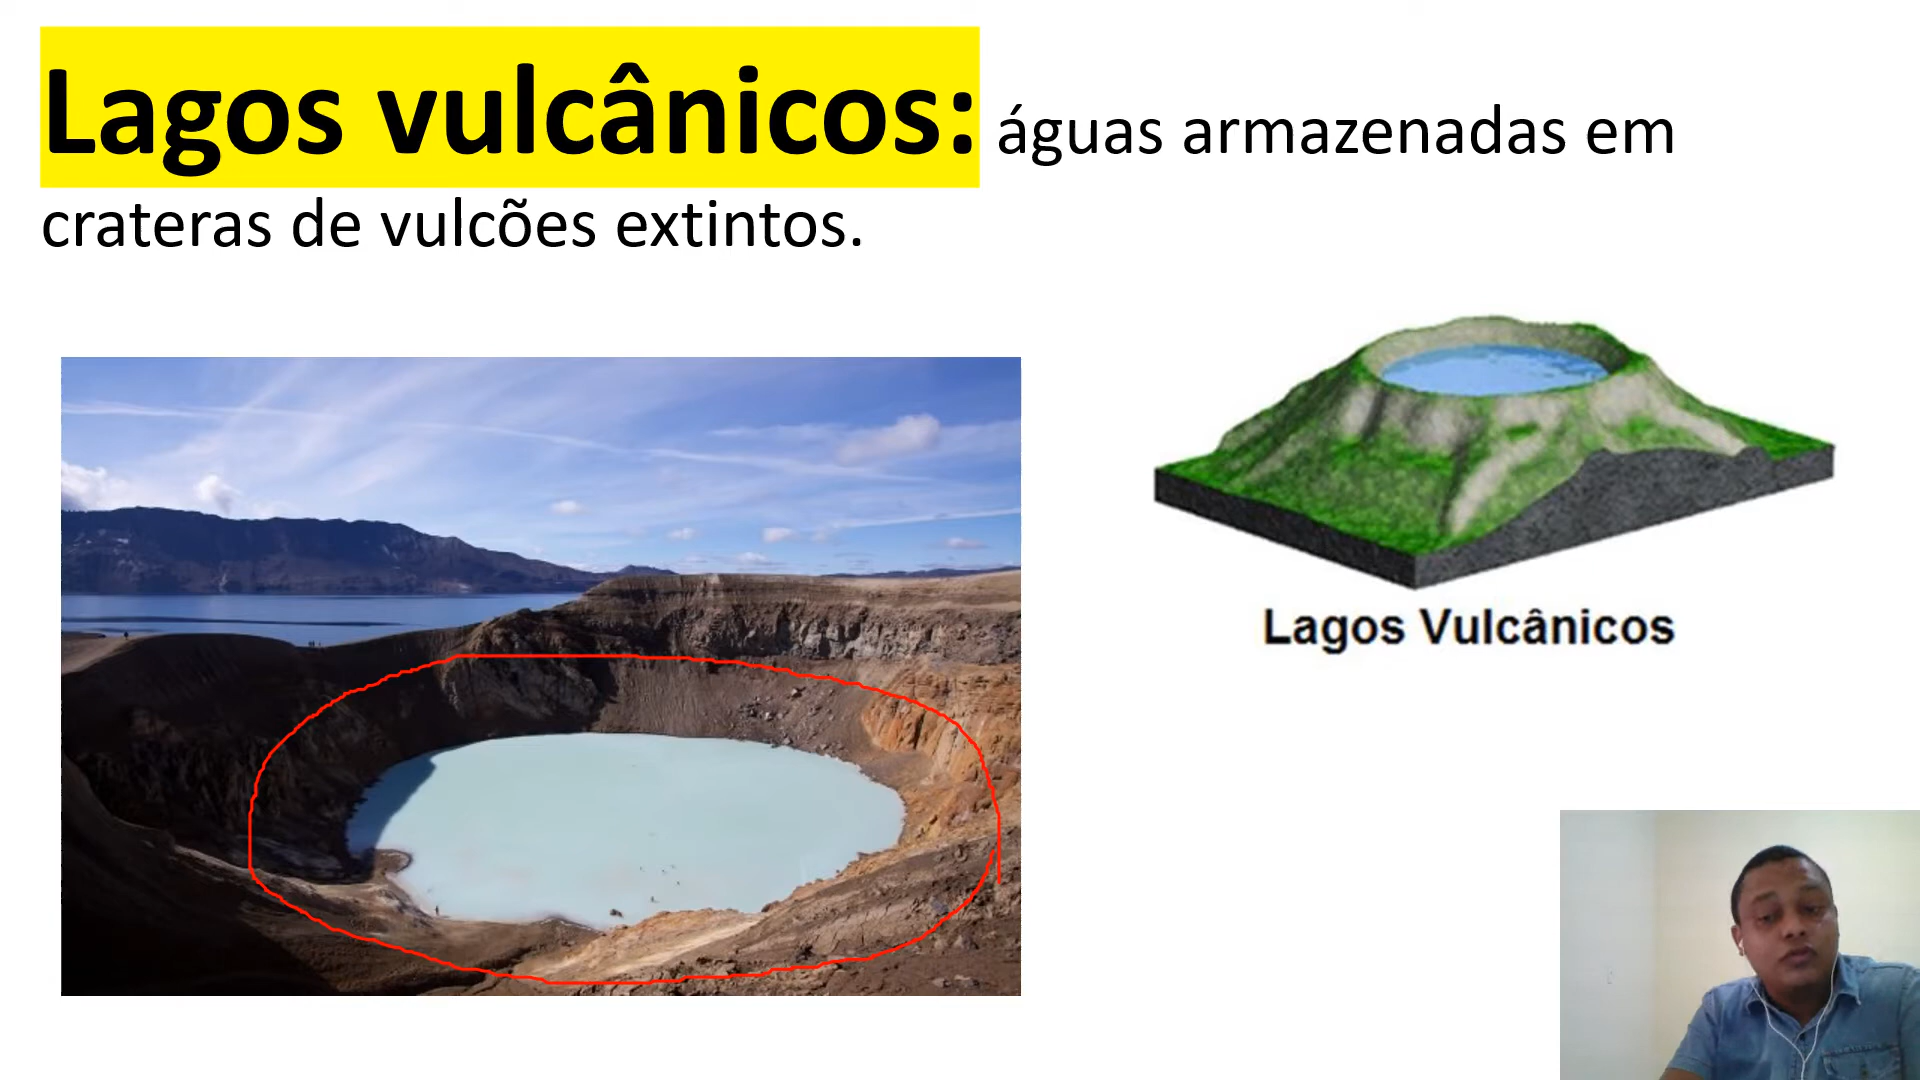 Lagos vulcânicos: águas armazenadas em
crateras de vulcões extintos.
Lagos Vulcânicos